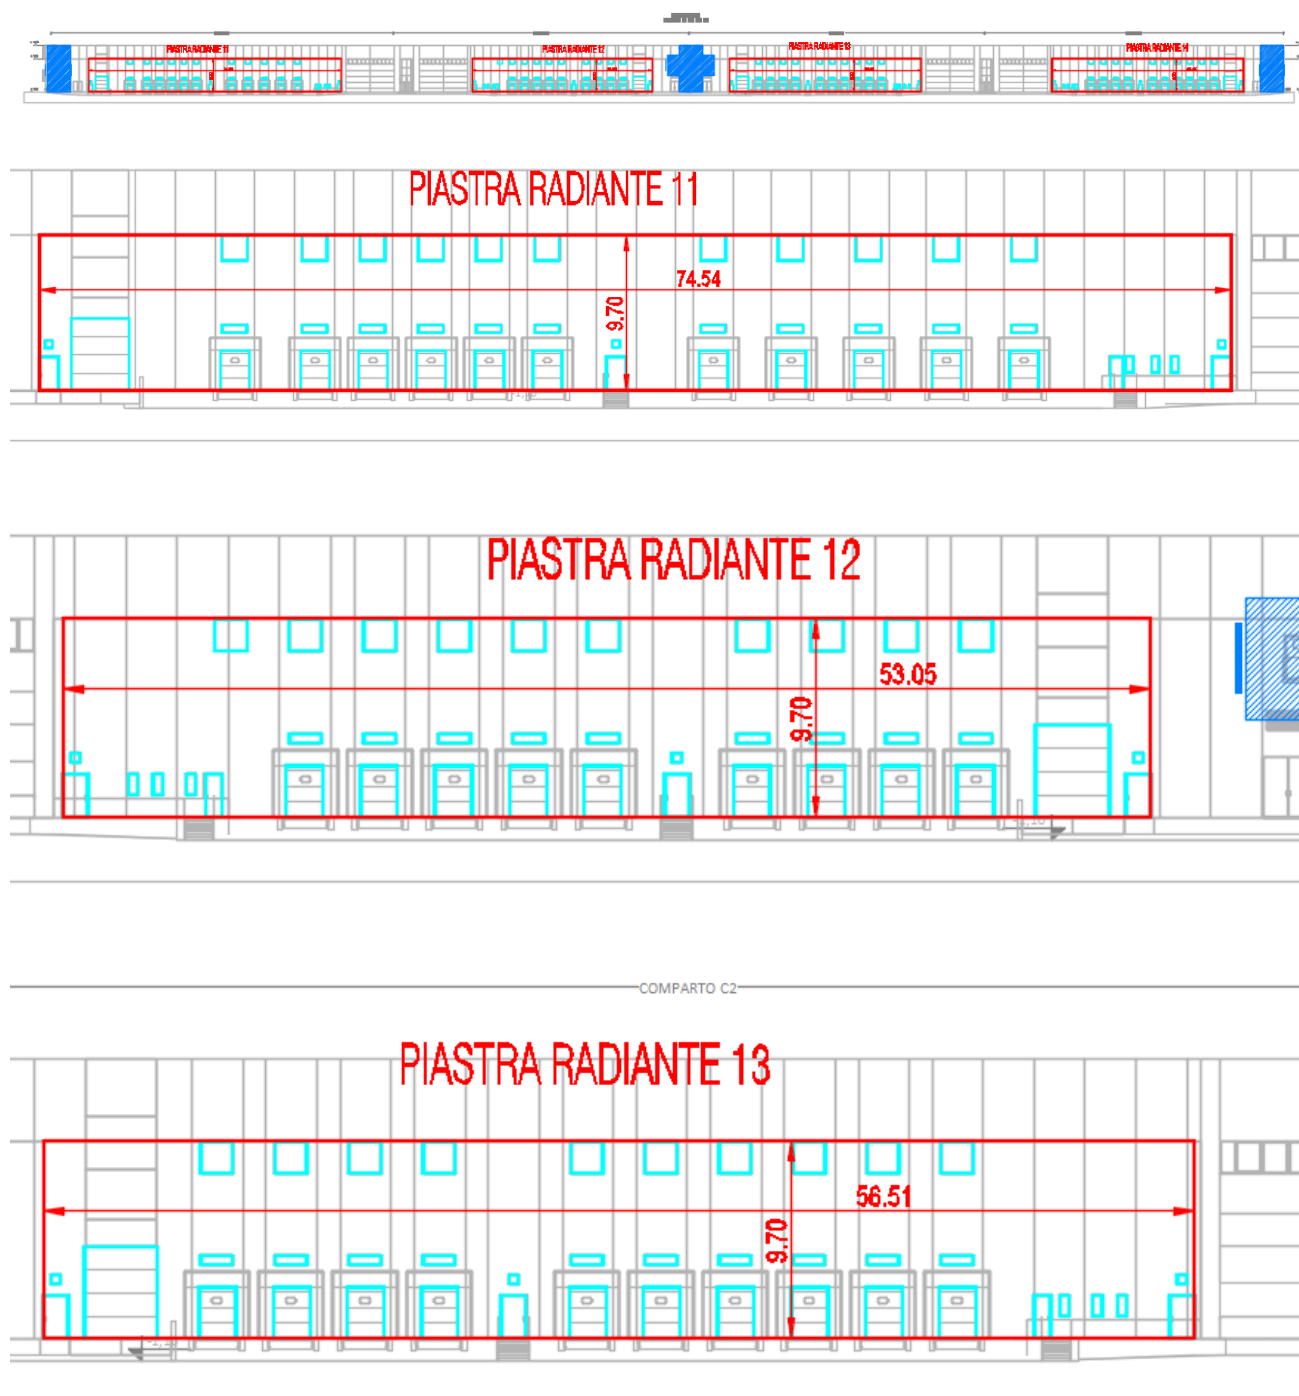 PIASTRA RADIANTE 11
PIASTRA RADIANTE 12
PIASTRA RADIANTE 13
PIASTRA RADIANTE 14
PIASTRA RADIANTE 11
74.54
9.70
PIASTRA RADIANTE 12
53.05
9.70
COMPARTO C2
PIASTRA RADIANTE 13
56.51
9.70